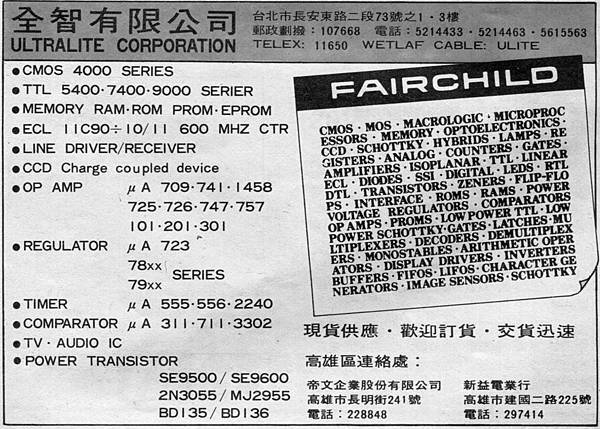 全智有限公司
ULTRALITE CORPORATION
台北市長安東路二段73號之1·3樓
郵政劃撥：107668 電話：5214433·5214463·5615563
TELEX: 11650 WETLAF CABLE: ULITE
●CMOS 4000 SERIES
●TTL 5400·7400·9000 SERIER
●MEMORY RAM·ROM PROM·EPROM
●ECL 11C90÷10/11 600 MHZ CTR
●LINE DRIVER/RECEIVER
●CCD Charge coupled device
●OP AMP μA 709·741·1458
725·726·747·757
101·201·301
●REGULATOR μA 723
78xx
79xx SERIES
●TIMER μA 555·556·2240
●COMPARATOR μA 311·711·3302
●TV·AUDIO IC
●POWER TRANSISTOR
SE9500/SE9600
2N3055/MJ2955
BD135/BD136
FAIRCHILD
CMOS·MOS·MACROLOGIC·MICROPROC
ESSORS·MEMORY·OPTOELECTRONICS·
CCD·SCHOTTKY·HYBRIDS·LAMPS·RE
GISTERS·ANALOG·COUNTERS·GATES·
AMPLIFIERS·ISOPLANAR·TTL·LINEAR
ECL·DIODES·SSI·DIGITAL·LEDS·RTL
DTL·TRANSISTORS·ZENERS·FLIP-FLO
PS·INTERFACE·ROMS·RAMS·POWER
VOLTAGE REGULATORS·COMPARATORS
OP AMPS·PROMS·LOW POWER TTL·LOW
POWER SCHOTTKY·GATES·LATCHES·MU
LTIPLEXERS·DECODERS·DEMULTIPLEX
ERS·MONOSTABLES·ARITHMETIC OPER
ATORS·DISPLAY DRIVERS·INVERTERS
BUFFERS·FIFOS·LIFOS·CHARACTER GE
NERATORS·IMAGE SENSORS·SCHOTTKY
現貨供應·歡迎訂貨·交貨迅速
高雄區連絡處：
帝文企業股份有限公司
高雄市長明街241號
電話：228848
新益電業行
高雄市建國二路225號
電話：297414